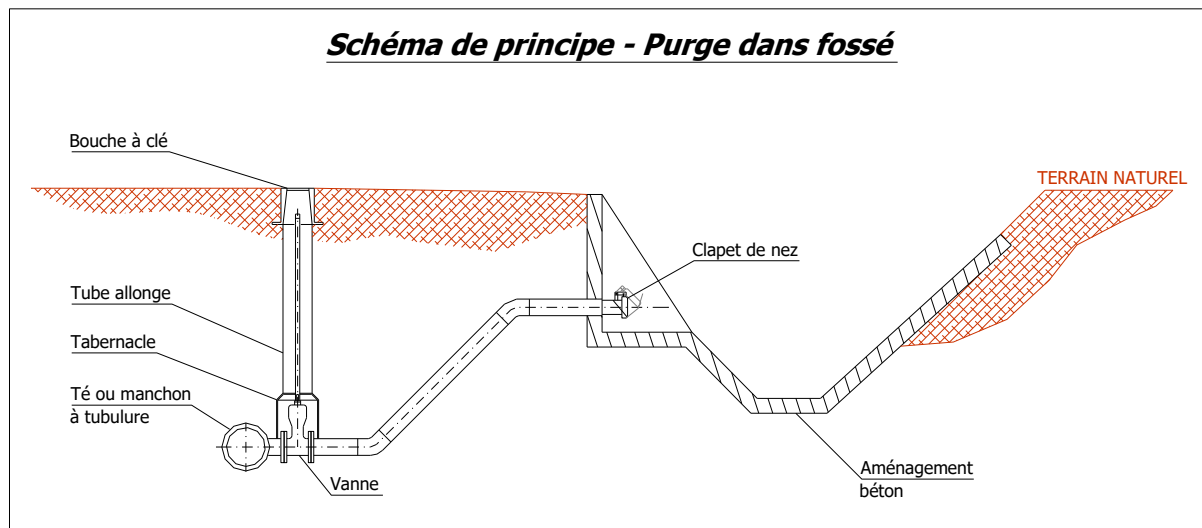 Schéma de principe - Purge dans fossé
Bouche à clé
TERRAIN NATUREL
Clapet de nez
Tube allonge
Tabernacle
Té ou manchon
à tubulure
Vanne
Aménagement
béton